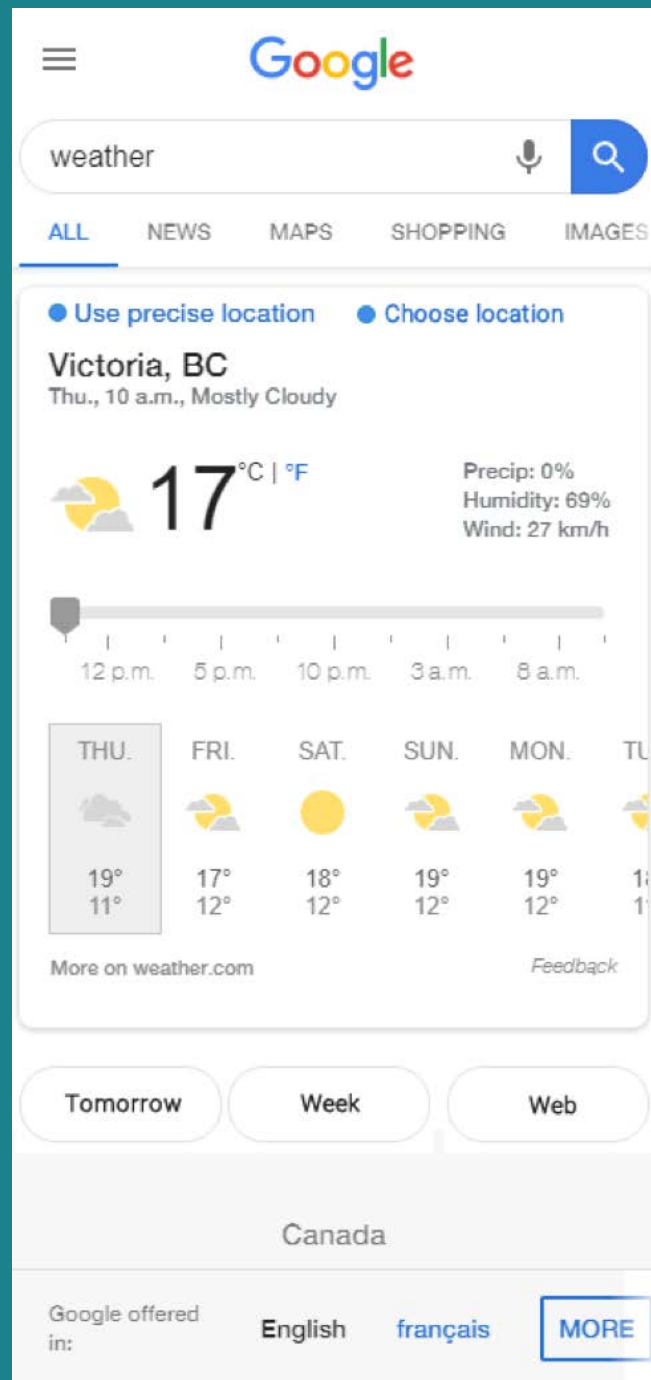 Google
weather
ALL NEWS MAPS SHOPPING IMAGES
Use precise location Choose location
Victoria, BC
Thu., 10 a.m., Mostly Cloudy
17 °C | °F
Precip: 0%
Humidity: 69%
Wind: 27 km/h
12 p.m. 5 p.m. 10 p.m. 3 a.m. 8 a.m.
THU. FRI. SAT. SUN. MON. TU
19° 17° 18° 19° 19°
11° 12° 12° 12° 12°
More on weather.com Feedback
Tomorrow Week Web
Canada
Google offered
in: English français MORE